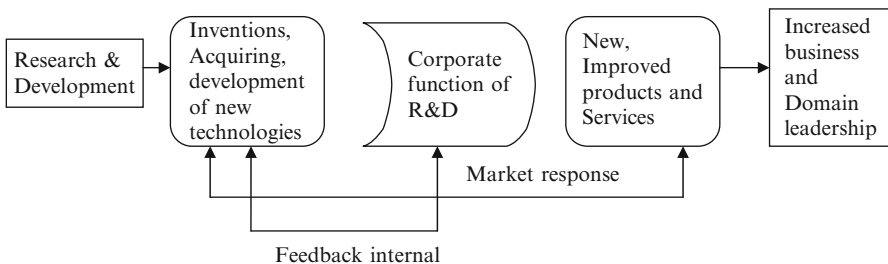 Research &
Development
Inventions,
Acquiring,
development
of new
technologies
Corporate
function of
R&D
New,
Improved
products and
Services
Increased
business
and
Domain
leadership
Market response
Feedback internal